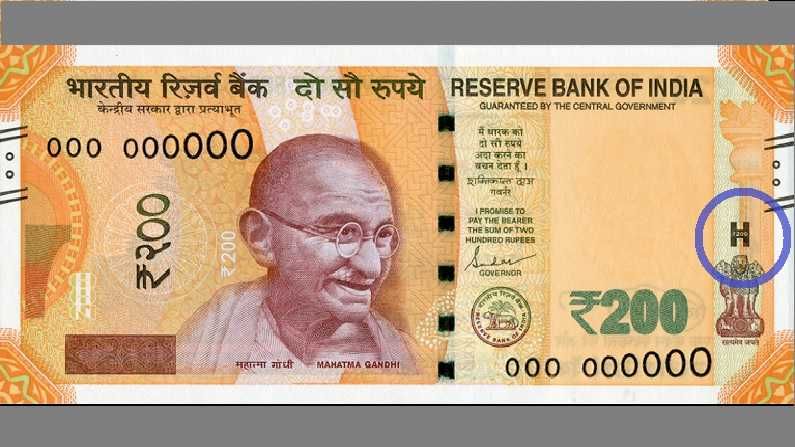 भारतीय रिज़र्व बैंक
केन्द्रीय सरकार द्वारा प्रत्याभूत
दो सौ रुपये
RESERVE BANK OF INDIA
GUARANTEED BY THE CENTRAL GOVERNMENT
000 000000
₹२००
₹200
मैं धारक को
दो सौ रुपये
अदा करने का
वचन देता हूँ।
शक्तिकान्त दास
गवर्नर
I PROMISE TO
PAY THE BEARER
THE SUM OF TWO
HUNDRED RUPEES
GOVERNOR
H
₹200
₹200
सत्यमेव जयते
महात्मा गांधी
MAHATMA GANDHI
000 000000